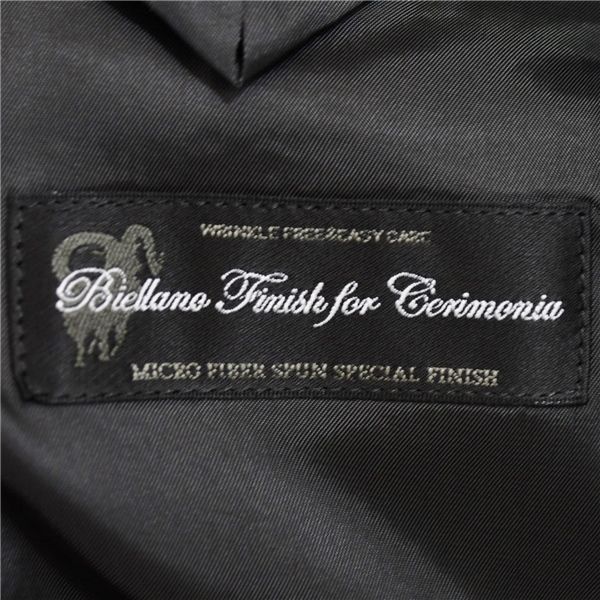 WRINKLE FREE&EASY CARE
Biellano Finish for Cerimonia
MICRO FIBER SPUN SPECIAL FINISH